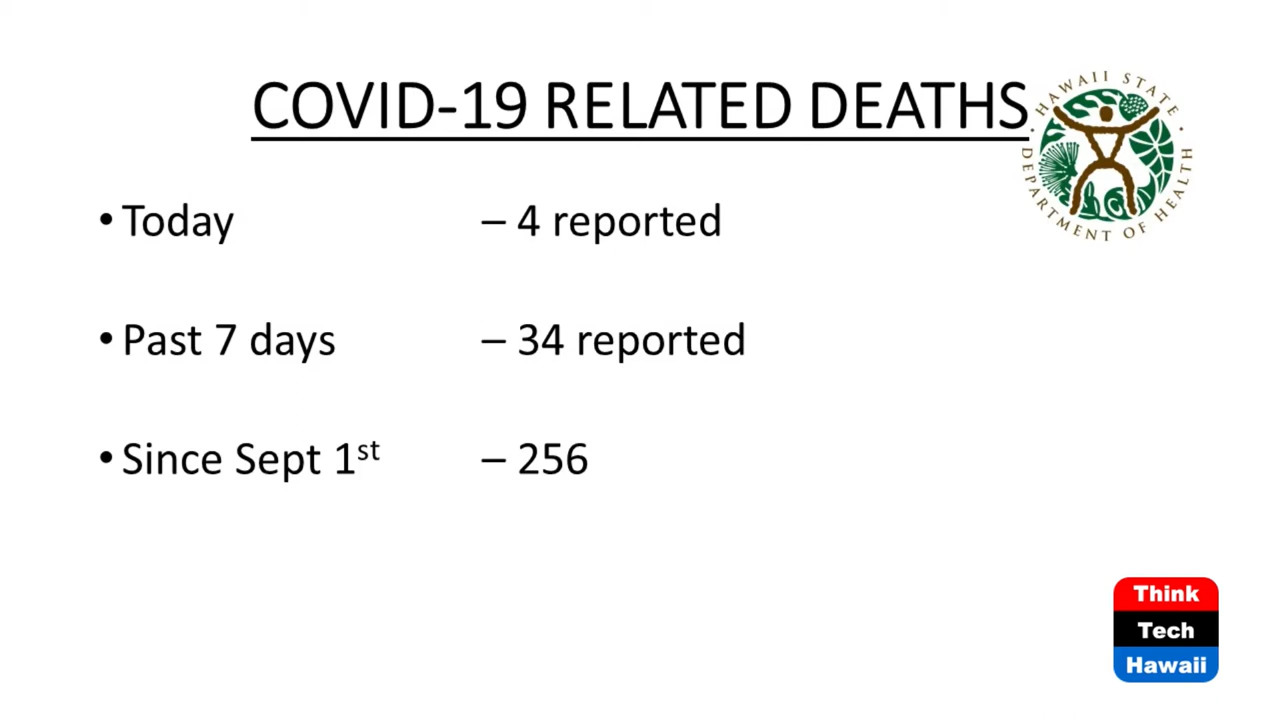 COVID-19 RELATED DEATHS
HAWAII STATE
DEPARTMENT OF HEALTH
• Today – 4 reported
• Past 7 days – 34 reported
• Since Sept 1st – 256
Think
Tech
Hawaii